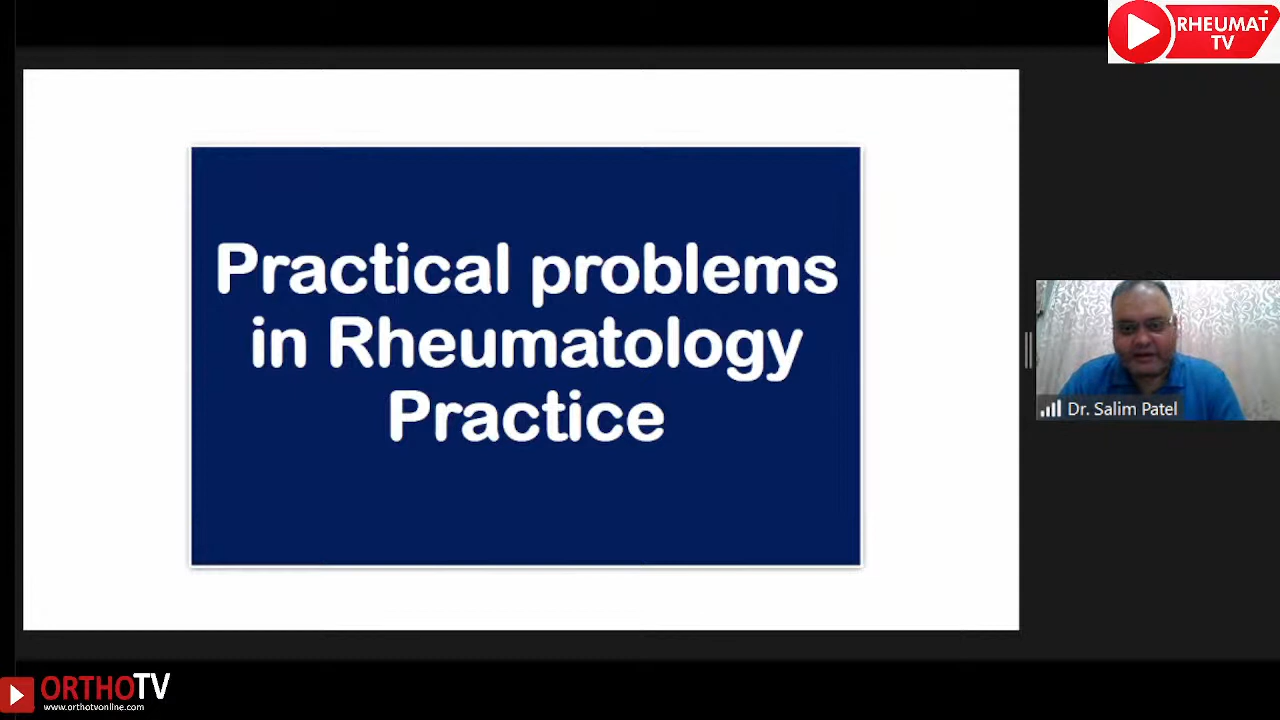 RHEUMAT
TV
Practical problems
in Rheumatology
Practice
Dr. Salim Patel
ORTHOTV
www.orthotvonline.com